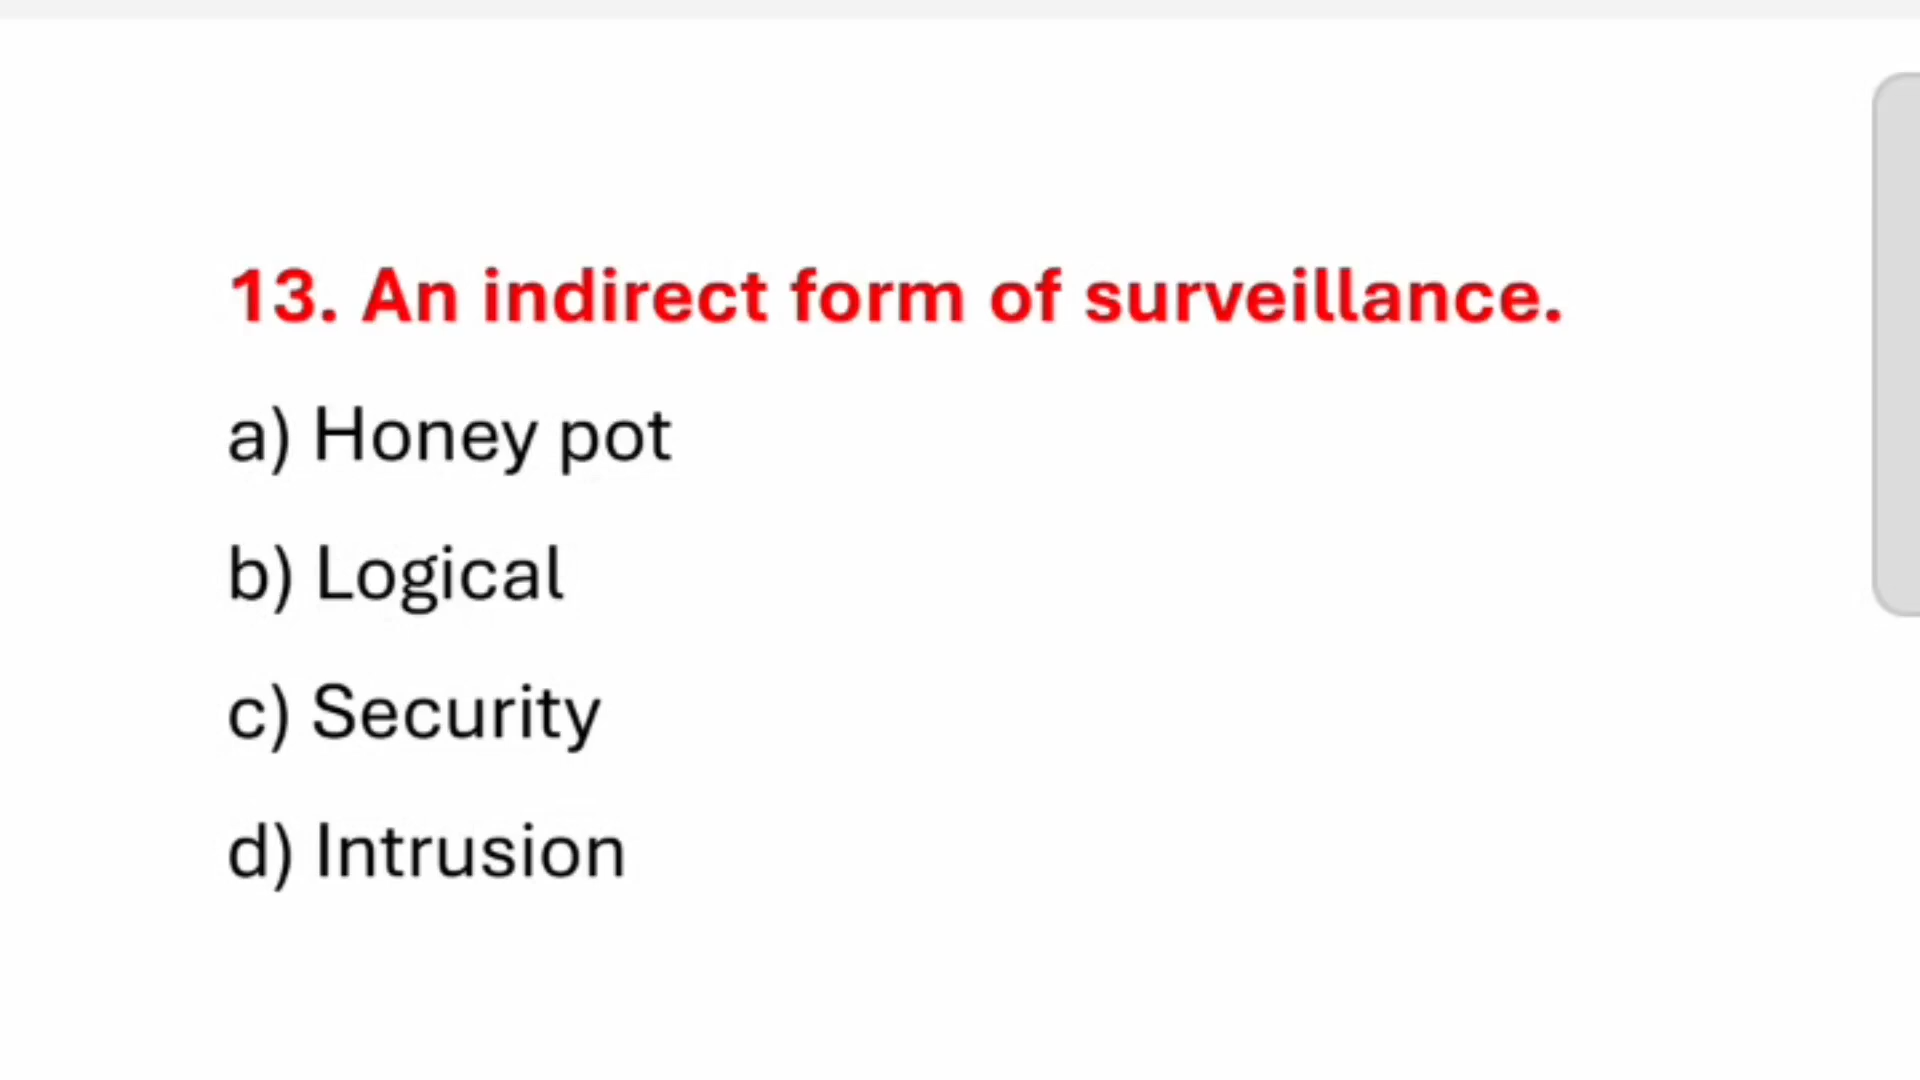 13. An indirect form of surveillance.
a) Honey pot
b) Logical
c) Security
d) Intrusion